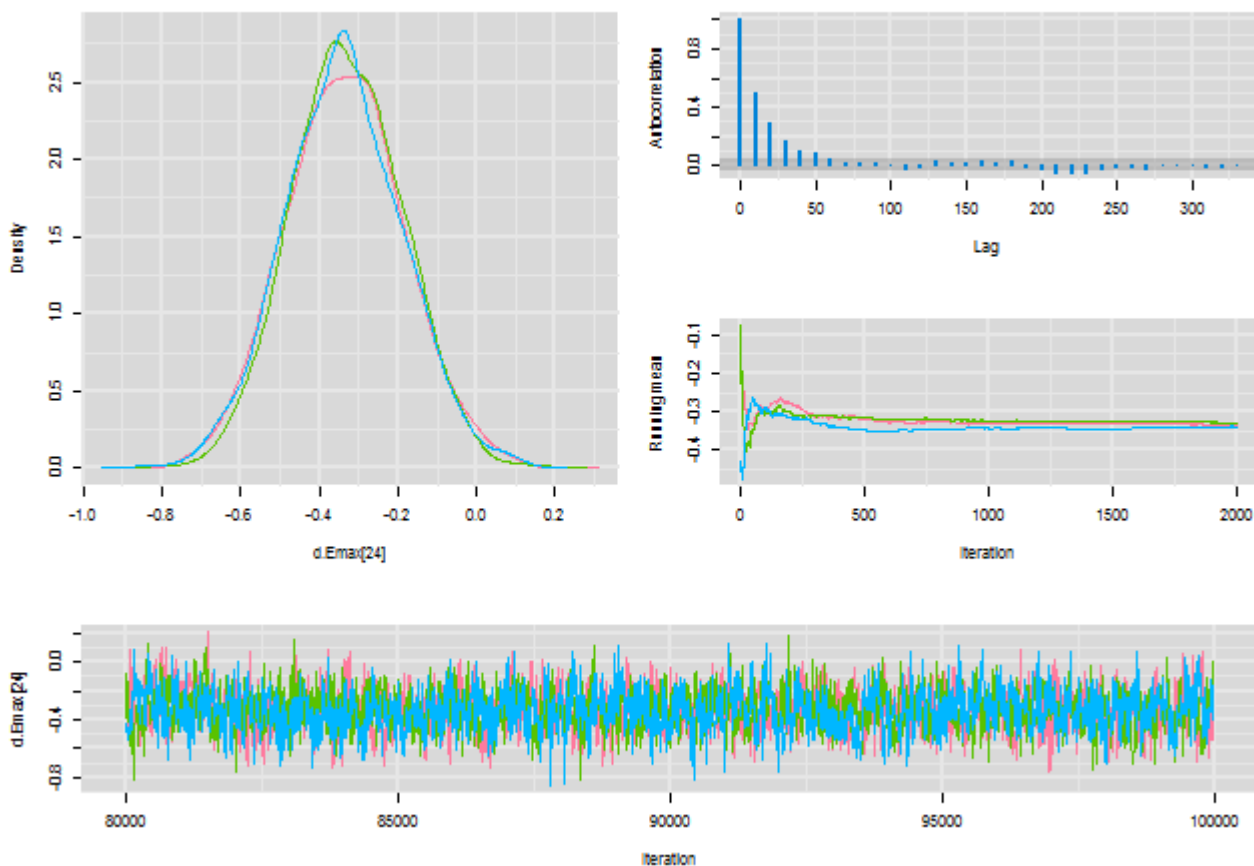 Density
0.0 0.5 1.0 1.5 2.0 2.5
-1.0 -0.8 -0.6 -0.4 -0.2 0.0 0.2
d.Emax[24]
Autocorrelation
0.0 0.4 0.8
0 50 100 150 200 250 300
Lag
Running mean
-0.4 -0.3 -0.2 -0.1
0 500 1000 1500 2000
Iteration
d.Emax[24]
-0.8 -0.4 0.0
80000 85000 90000 95000 100000
Iteration